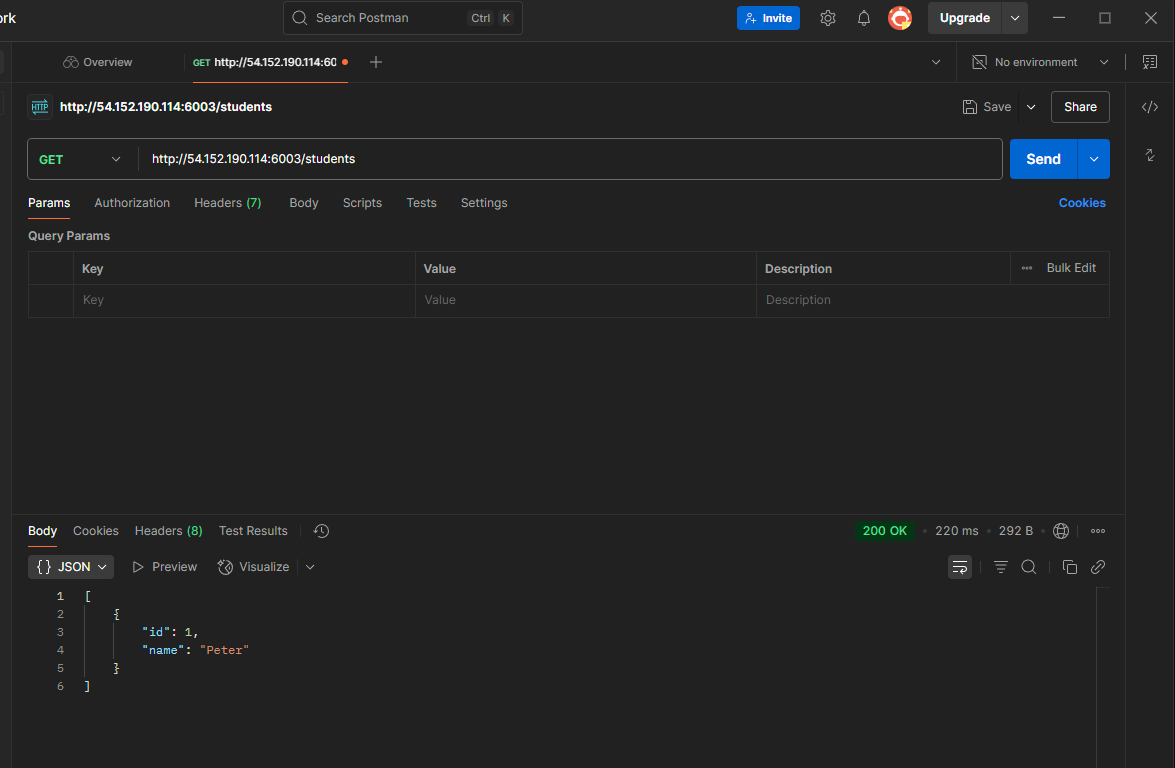 ork
Search Postman Ctrl K Invite Upgrade
Overview GET http://54.152.190.114:60 No environment
HTTP http://54.152.190.114:6003/students Save Share
GET http://54.152.190.114:6003/students Send
Params Authorization Headers (7) Body Scripts Tests Settings Cookies
Query Params
Key Value Description Bulk Edit
Key Value Description
Body Cookies Headers (8) Test Results 200 OK 220 ms 292 B
{} JSON Preview Visualize
1 [
2 {
3 "id": 1,
4 "name": "Peter"
5 }
6 ]